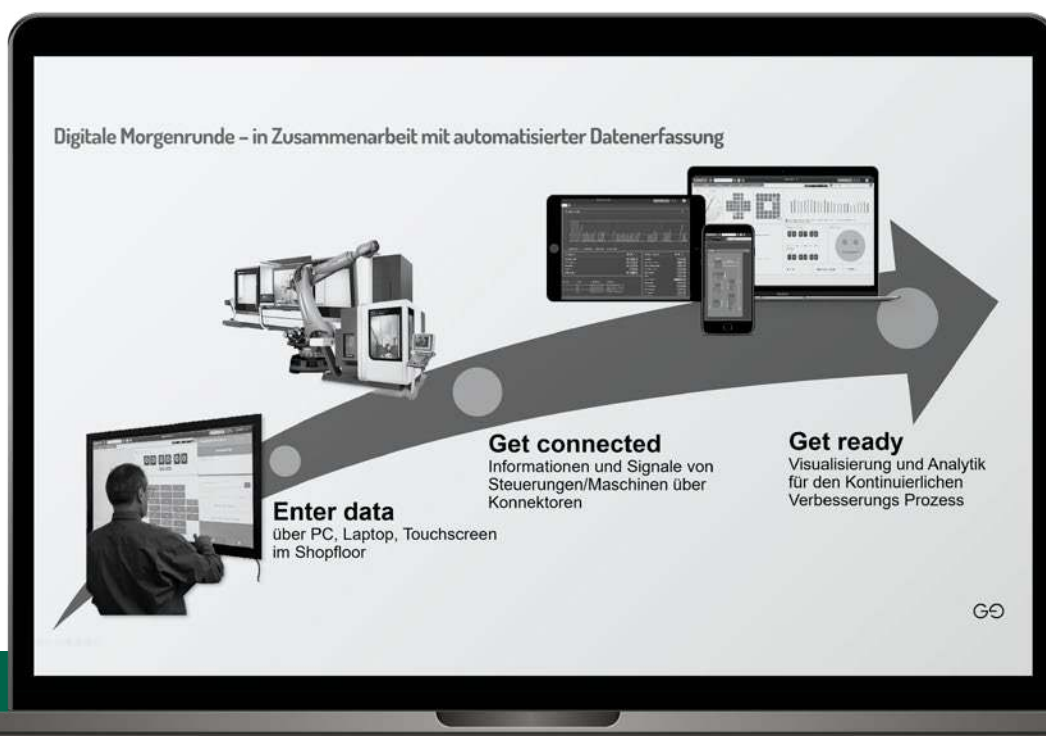 Digitale Morgenrunde – in Zusammenarbeit mit automatisierter Datenerfassung
Get connected
Informationen und Signale von
Steuerungen/Maschinen über
Konnektoren
Get ready
Visualisierung und Analytik
für den Kontinuierlichen
Verbesserungs Prozess
Enter data
über PC, Laptop, Touchscreen
im Shopfloor